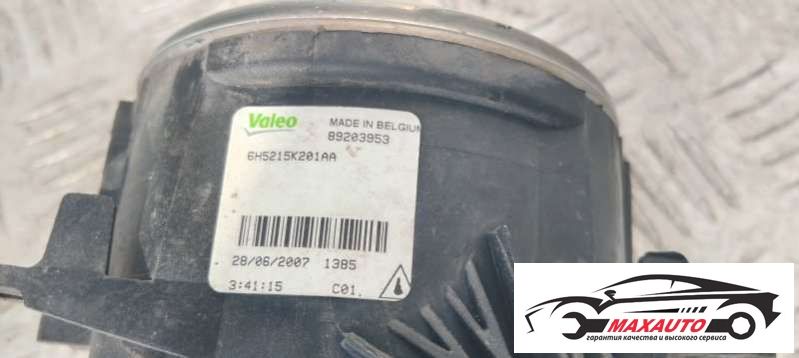 Valeo MADE IN BELGIUM
89203953
6H5215K201AA
28/06/2007 1385
3:41:15 C01.
MAXAUTO
гарантия качества и высокого сервиса